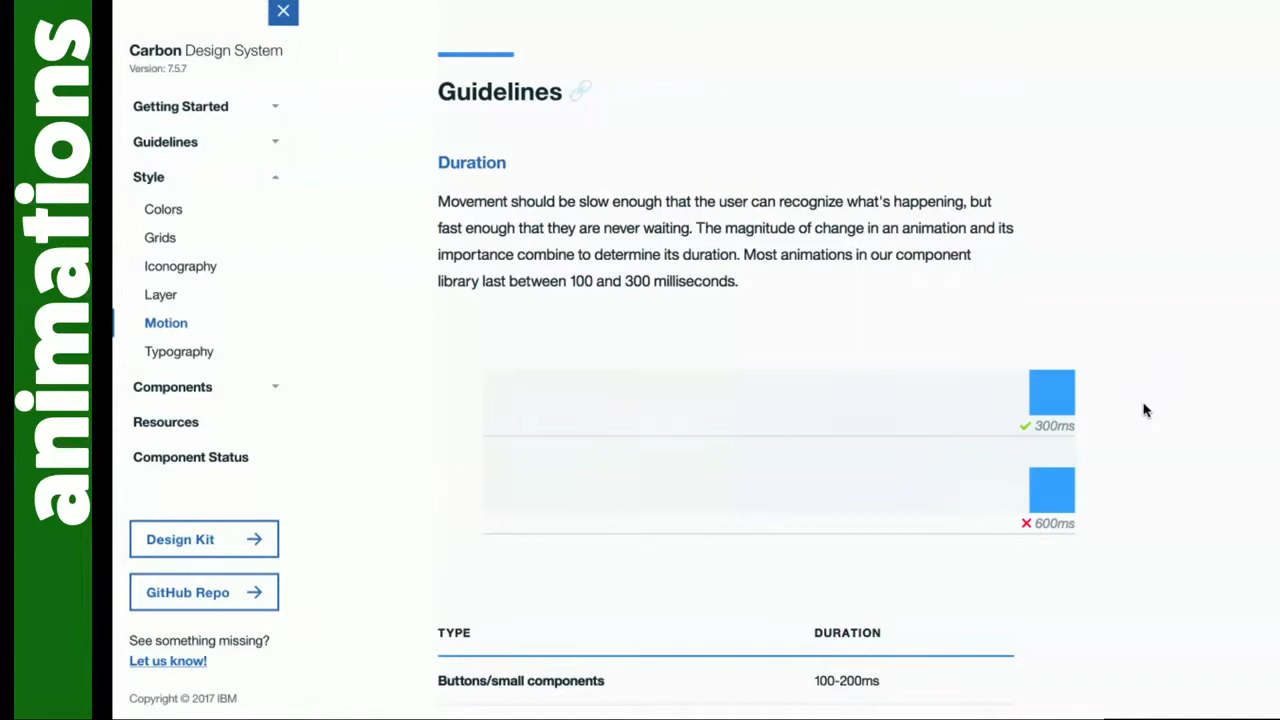 animations
Carbon Design System
Version: 7.5.7
Getting Started
Guidelines
Style
Colors
Grids
Iconography
Layer
Motion
Typography
Components
Resources
Component Status
Design Kit
GitHub Repo
See something missing?
Let us know!
Copyright © 2017 IBM
Guidelines
Duration
Movement should be slow enough that the user can recognize what's happening, but
fast enough that they are never waiting. The magnitude of change in an animation and its
importance combine to determine its duration. Most animations in our component
library last between 100 and 300 milliseconds.
300ms
600ms
TYPE DURATION
Buttons/small components 100-200ms